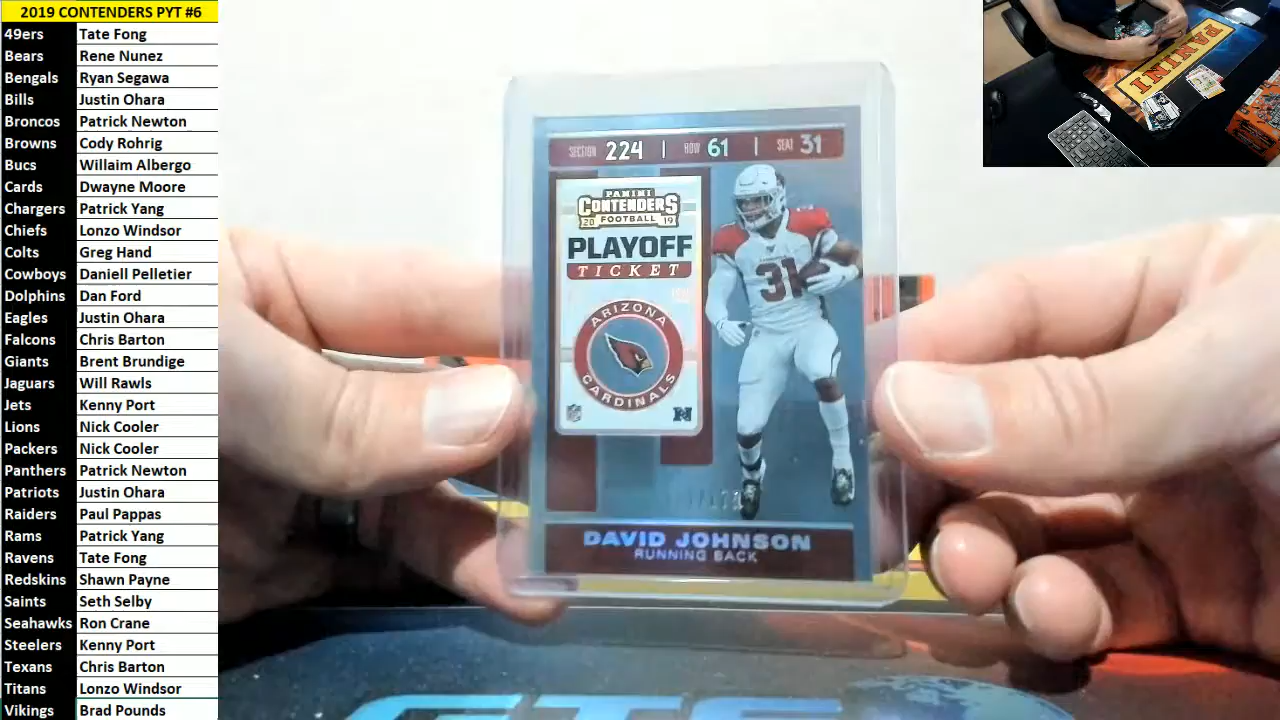 2019 CONTENDERS PYT #6
49ers Tate Fong
Bears Rene Nunez
Bengals Ryan Segawa
Bills Justin Ohara
Broncos Patrick Newton
Browns Cody Rohrig
Bucs Willaim Albergo
Cards Dwayne Moore
Chargers Patrick Yang
Chiefs Lonzo Windsor
Colts Greg Hand
Cowboys Daniell Pelletier
Dolphins Dan Ford
Eagles Justin Ohara
Falcons Chris Barton
Giants Brent Brundige
Jaguars Will Rawls
Jets Kenny Port
Lions Nick Cooler
Packers Nick Cooler
Panthers Patrick Newton
Patriots Justin Ohara
Raiders Paul Pappas
Rams Patrick Yang
Ravens Tate Fong
Redskins Shawn Payne
Saints Seth Selby
Seahawks Ron Crane
Steelers Kenny Port
Texans Chris Barton
Titans Lonzo Windsor
Vikings Brad Pounds
SECTION 224 | ROW 61 | SEAT 31
PANINI
CONTENDERS
20 FOOTBALL 19
PLAYOFF
TICKET
ARIZONA
CARDINALS
31
DAVID JOHNSON
RUNNING BACK
PANINI